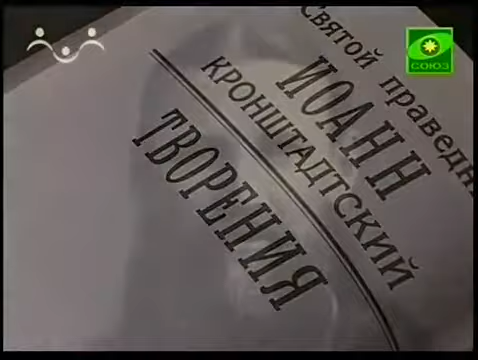 Святой праведн
ИОАНН
КРОНШТАДТСКИЙ
ТВОРЕНИЯ
СОЮЗ